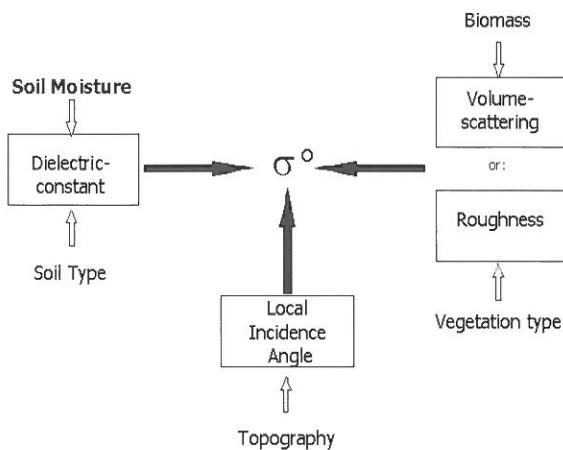 Biomass
Soil Moisture
Volume-
scattering
Dielectric-
constant
σ°
or:
Roughness
Soil Type
Local
Incidence
Angle
Vegetation type
Topography